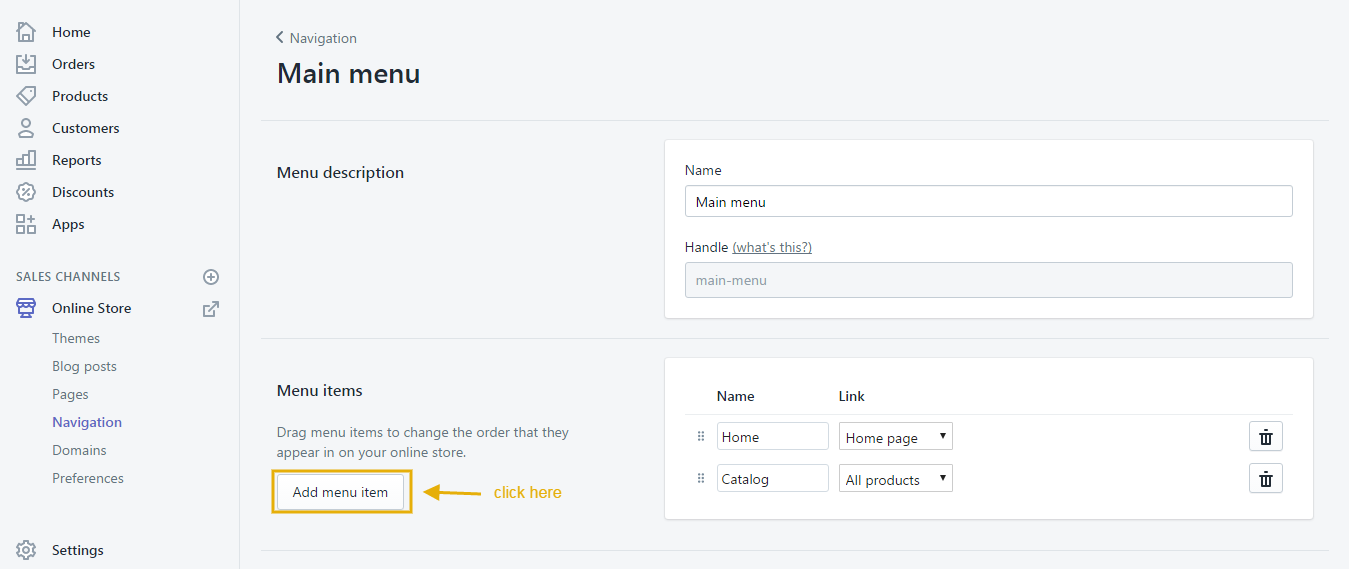 Home
Orders
Products
Customers
Reports
Discounts
Apps
SALES CHANNELS
Online Store
Themes
Blog posts
Pages
Navigation
Domains
Preferences
Settings
Navigation
Main menu
Menu description
Name
Main menu
Handle (what's this?)
main-menu
Menu items
Drag menu items to change the order that they
appear in on your online store.
Add menu item
click here
Name Link
Home Home page
Catalog All products